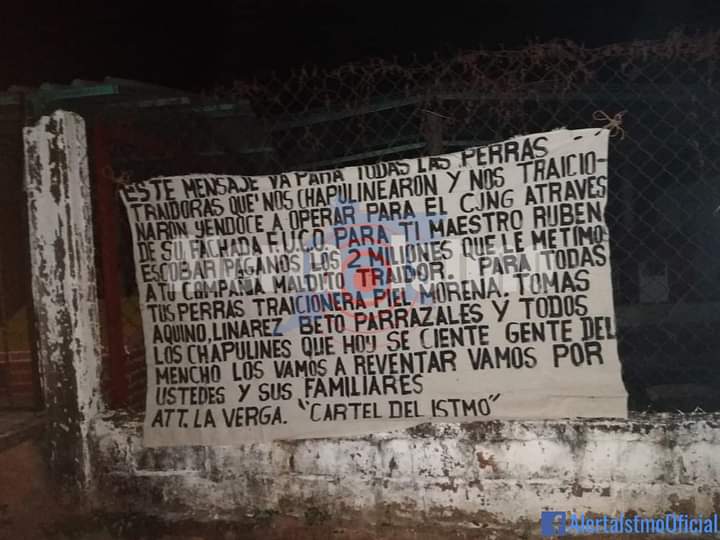 ESTE MENSAJE VA PARA TODAS LAS PERRAS
TRAIDORAS QUE' NOS CHAPULINEARON Y NOS TRAICIO-
NARON YENDOCE A OPERAR PARA EL CJNG ATRAVES
DE SU FACHADA F.U.C.O PARA TI MAESTRO RUBEN
ESCOBAR PAGANOS LOS 2 MILIONES QUE LE METIMOS
A TU CAMPAÑA MALDITO TRAIDOR. PARA TODAS
TUS PERRAS TRAICIONERA PIEL MORENA, TOMAS
AQUINO, LINAREZ BETO PARRAZALES Y TODOS
LOS CHAPULINES QUE HOY SE CIENTE GENTE DEL
MENCHO LOS VAMOS A REVENTAR VAMOS POR
USTEDES Y SUS FAMILIARES
ATT. LA VERGA. "CARTEL DEL ISTMO"
AlertaIstmoOficial